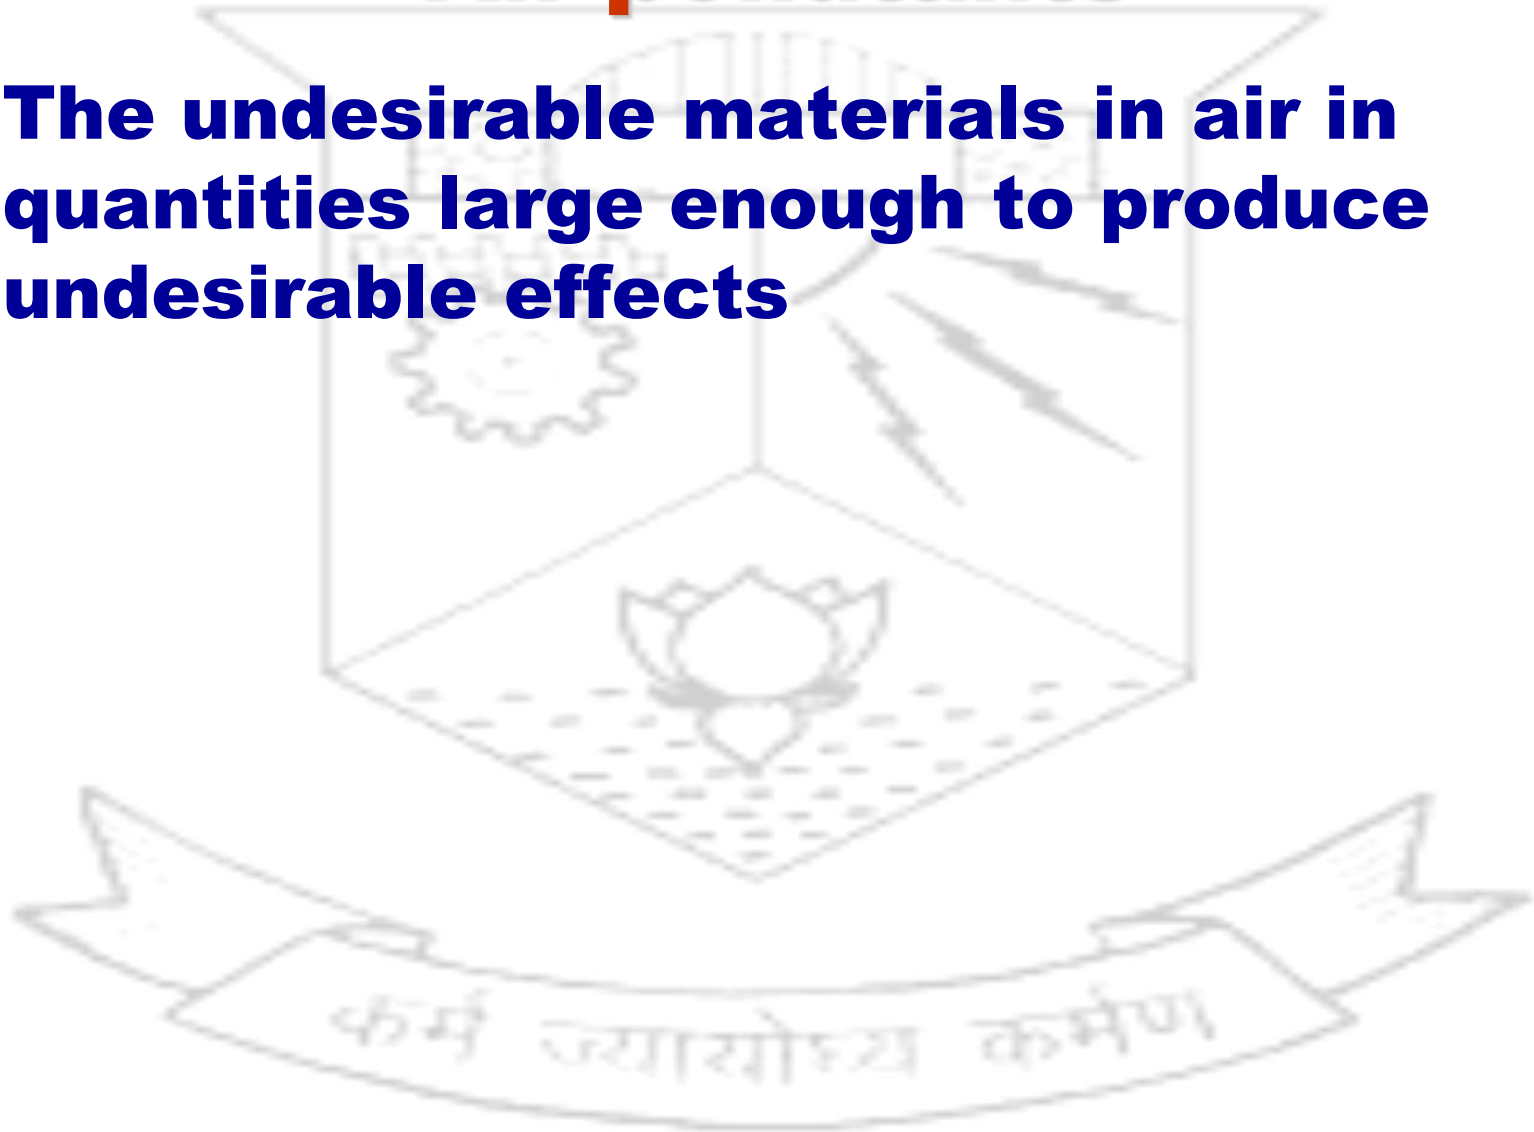 The undesirable materials in air in
quantities large enough to produce
undesirable effects
कर्म ज्यायोध्य कर्मण